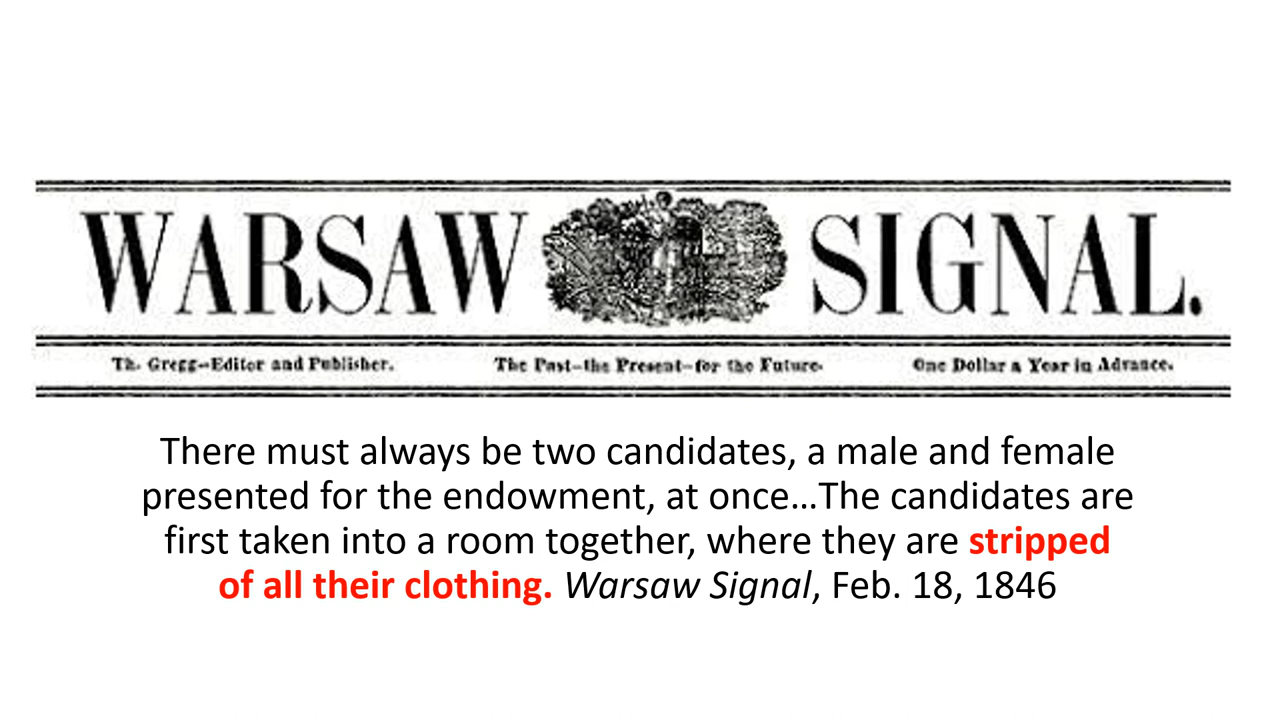 WARSAW SIGNAL.
Th. Gregg--Editor and Publisher. The Past--the Present--for the Future. One Dollar a Year in Advance.
There must always be two candidates, a male and female
presented for the endowment, at once…The candidates are
first taken into a room together, where they are stripped
of all their clothing. Warsaw Signal, Feb. 18, 1846